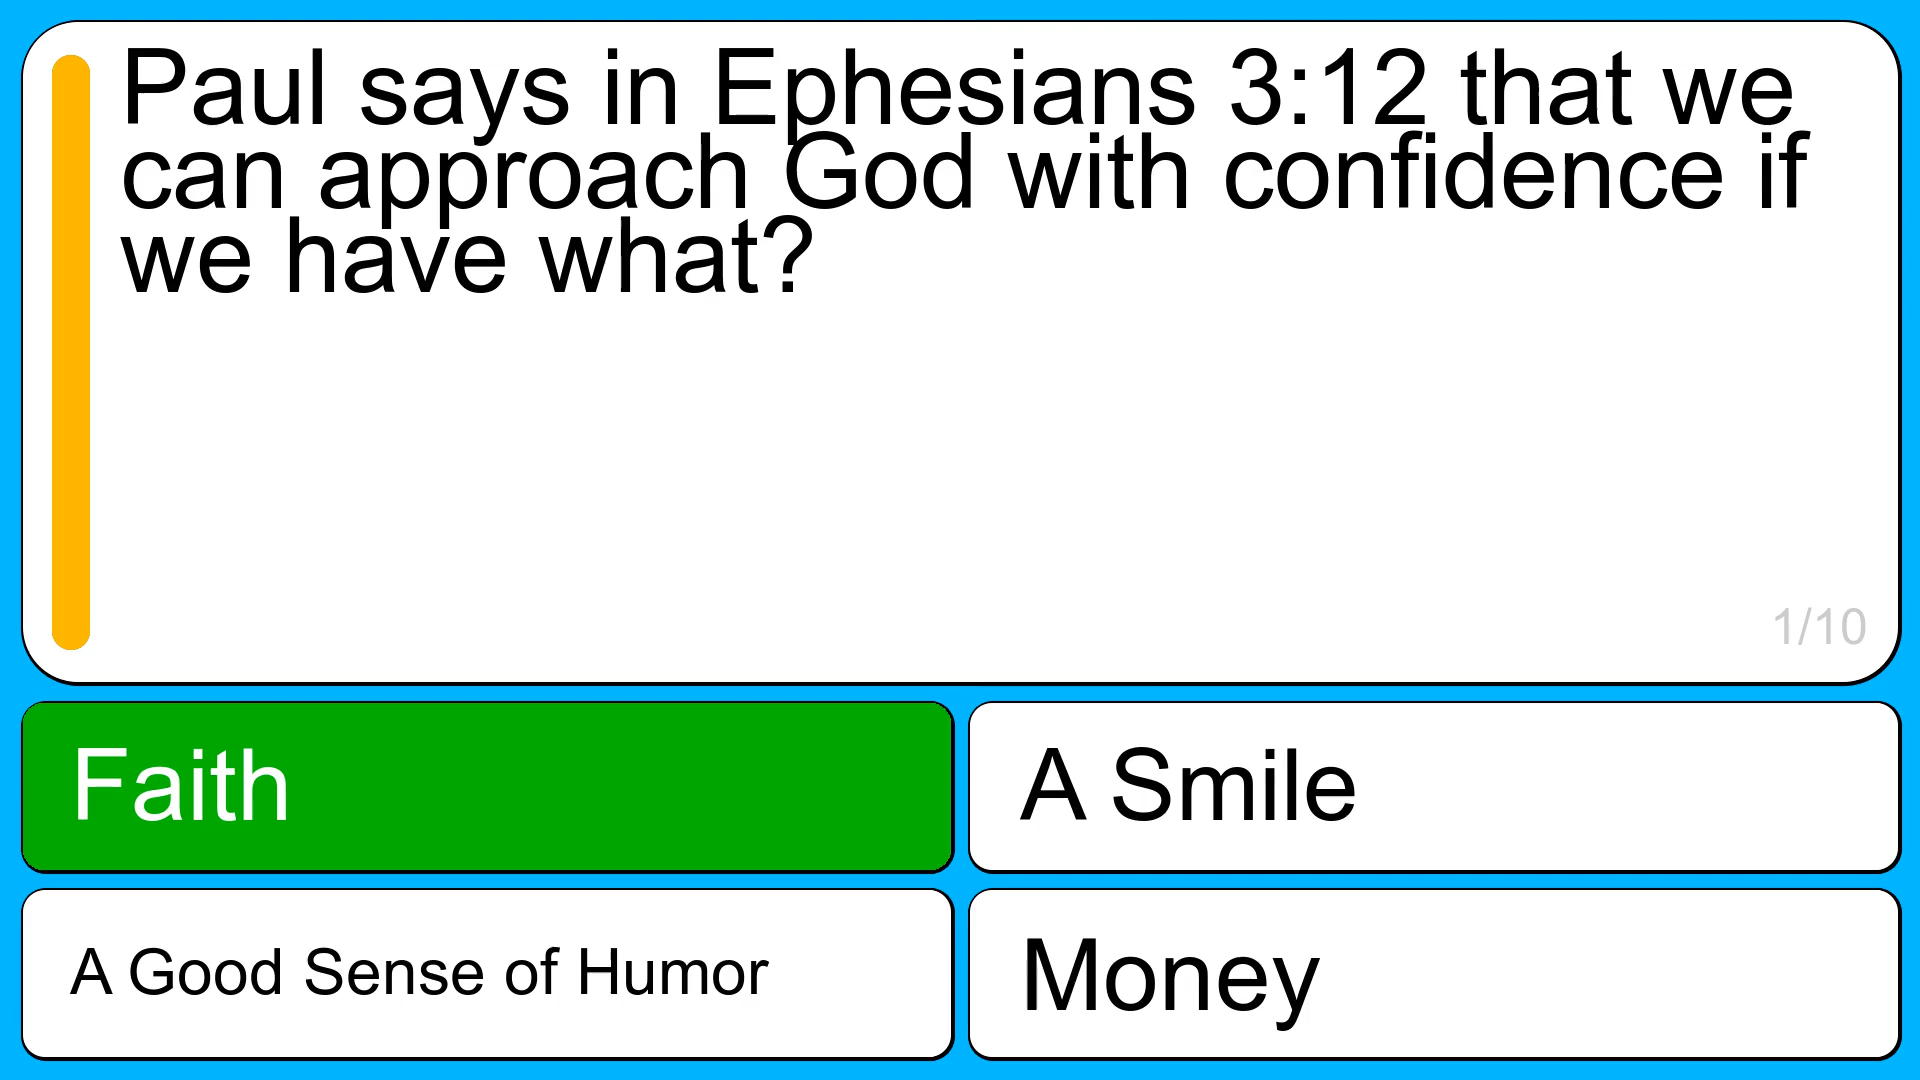 Paul says in Ephesians 3:12 that we
can approach God with confidence if
we have what?
1/10
Faith
A Smile
A Good Sense of Humor
Money